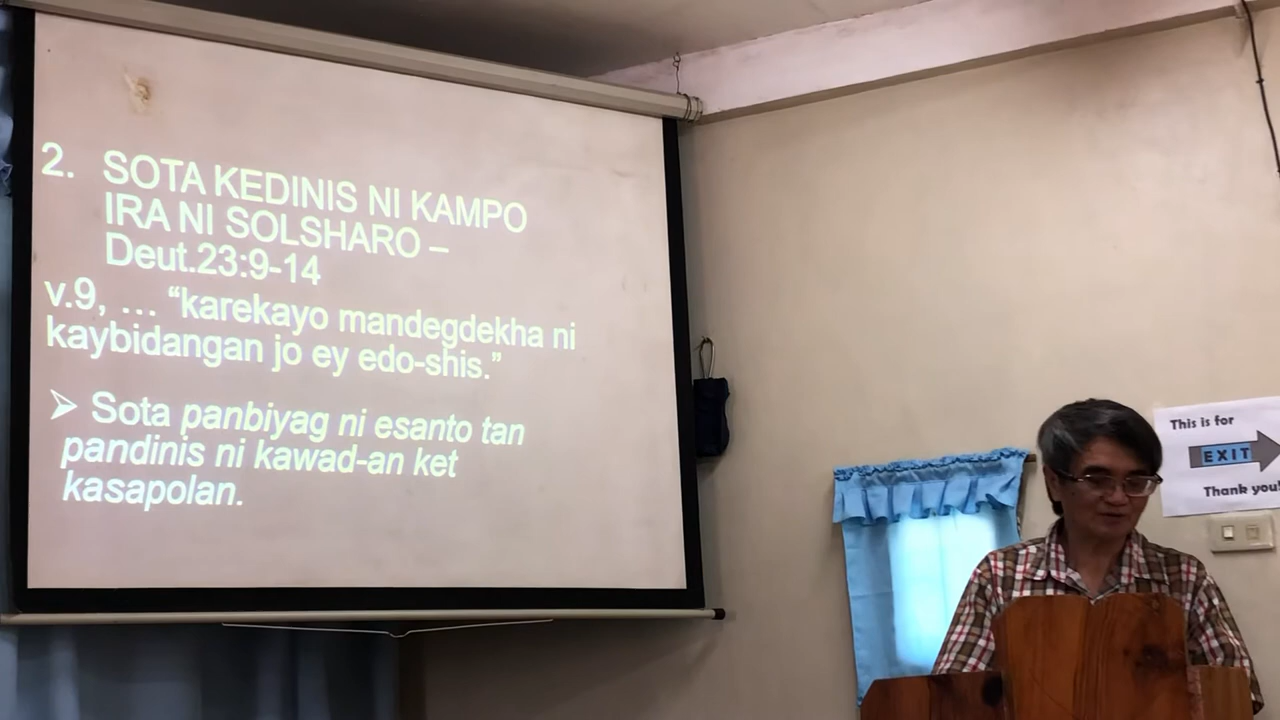 2. SOTA KEDINIS NI KAMPO
IRA NI SOLSHARO –
Deut.23:9-14
v.9, … “karekayo mandegdekha ni
kaybidangan jo ey edo-shis.”
➢ Sota panbiyag ni esanto tan
pandinis ni kawad-an ket
kasapolan.
This is for
EXIT
Thank you!